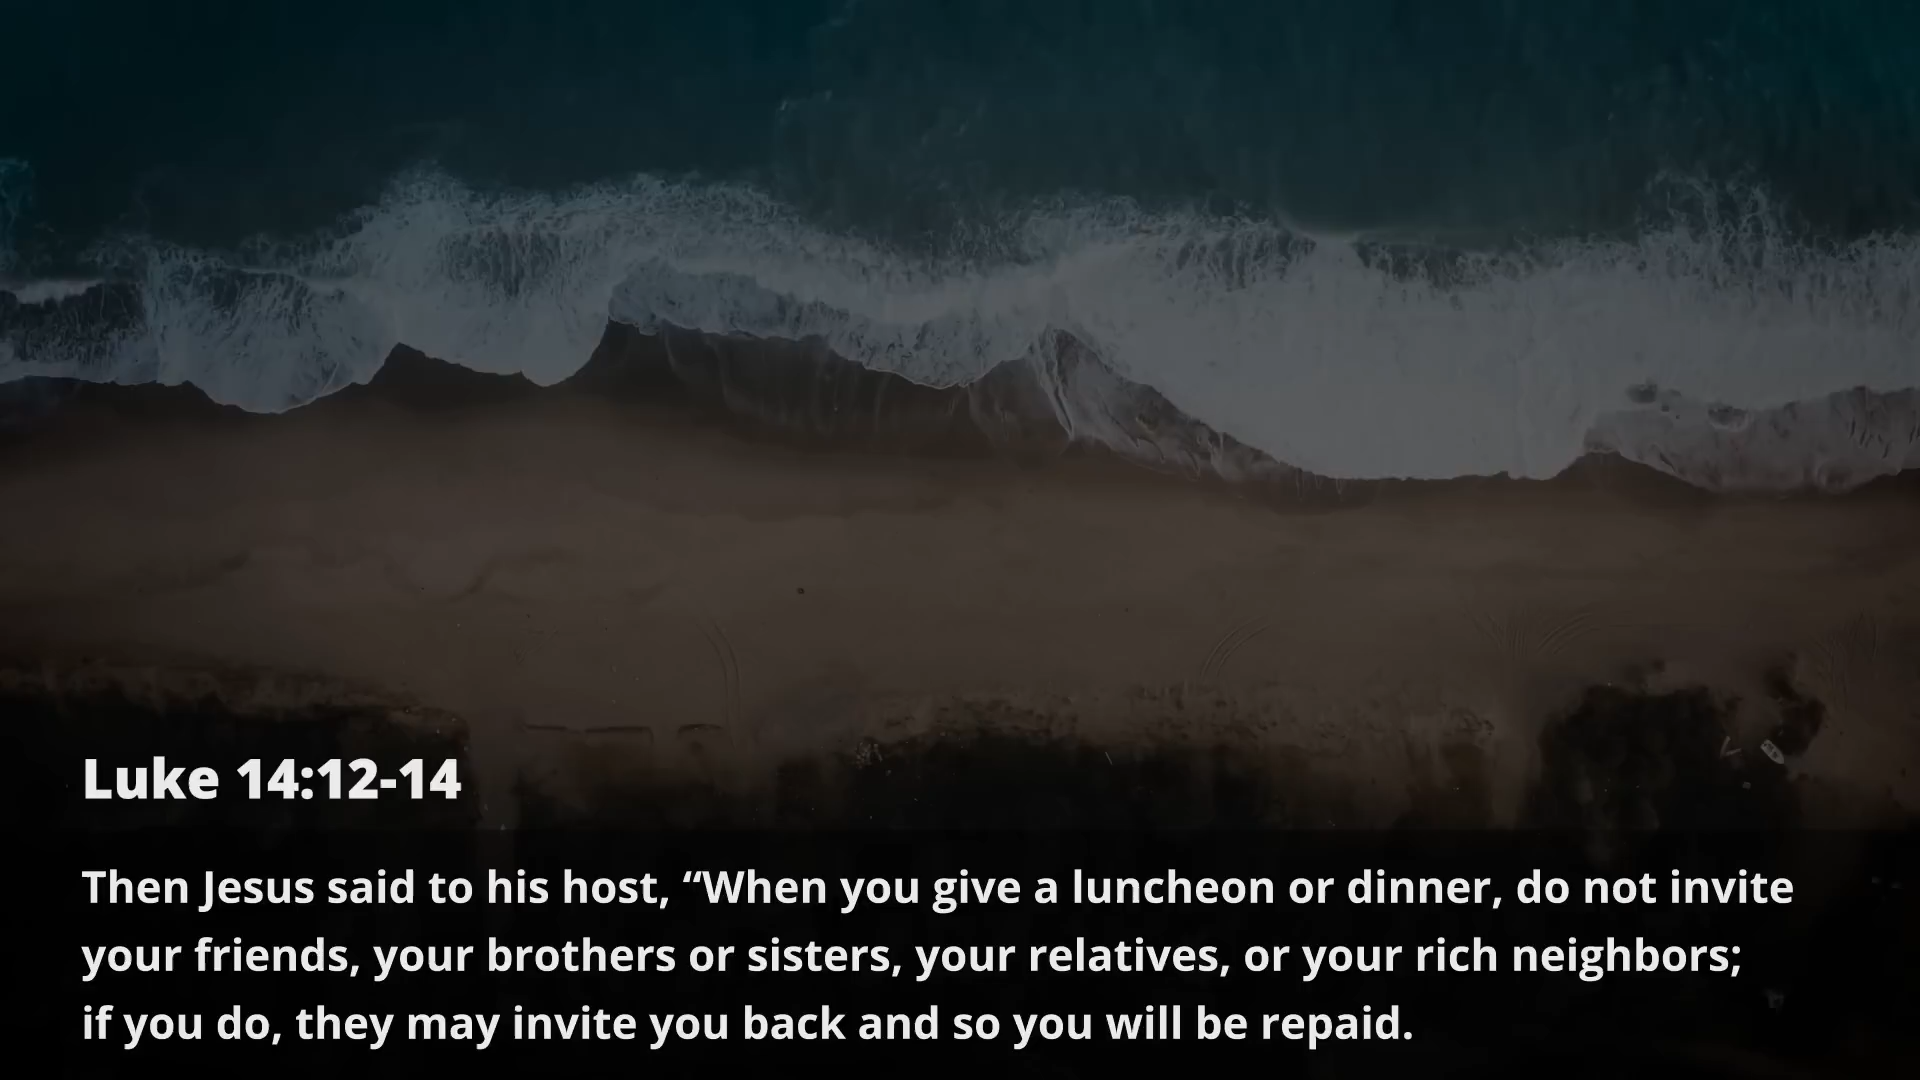 Luke 14:12-14
Then Jesus said to his host, “When you give a luncheon or dinner, do not invite
your friends, your brothers or sisters, your relatives, or your rich neighbors;
if you do, they may invite you back and so you will be repaid.